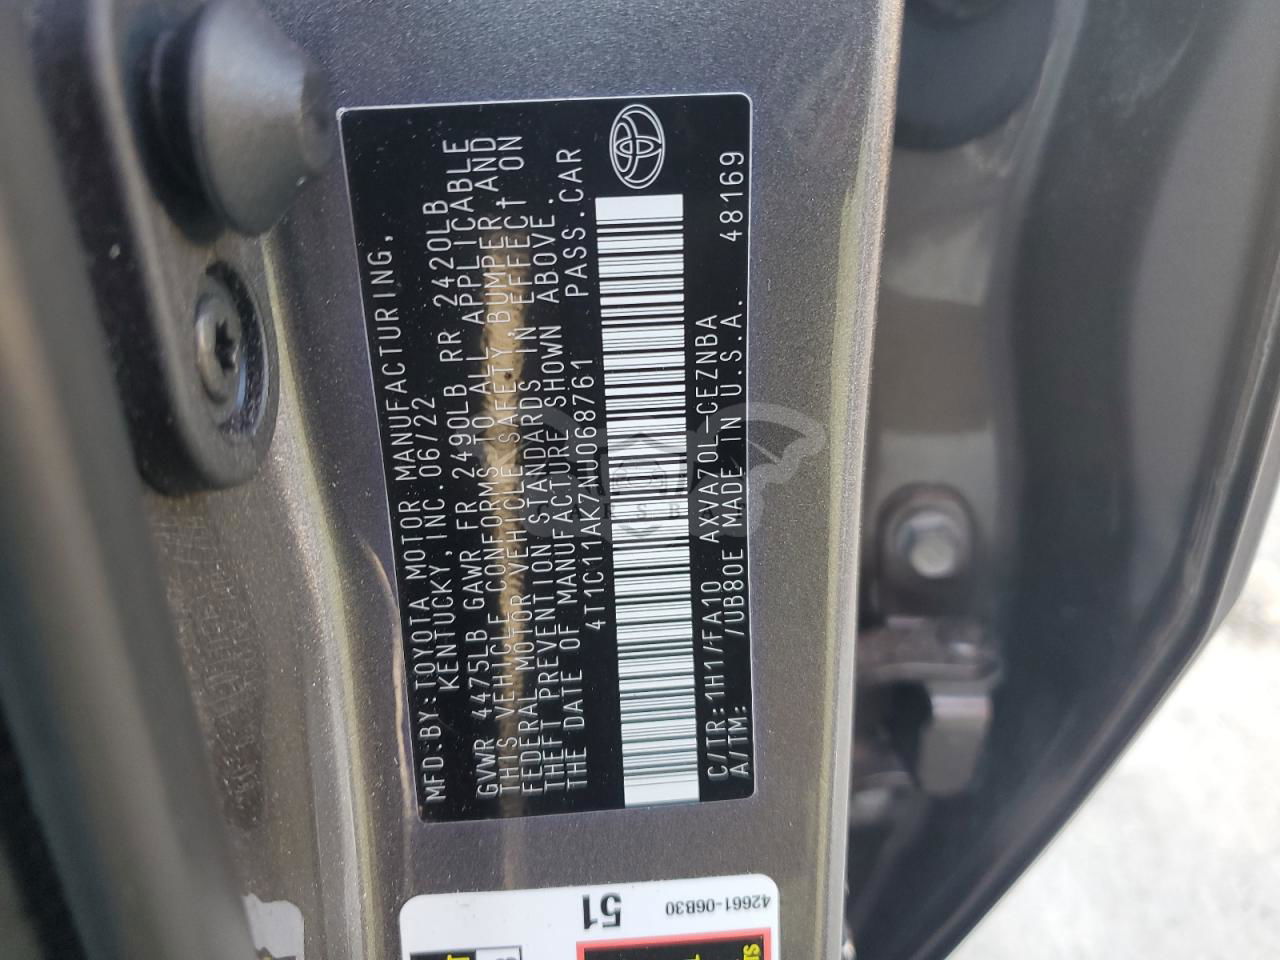 MFD.BY:TOYOTA MOTOR MANUFACTURING,
KENTUCKY,INC.06/22
GVWR 4475LB GAWR FR 2490LB RR 2420LB
THIS VEHICLE CONFORMS TO ALL APPLICABLE
FEDERAL MOTOR VEHICLE SAFETY,BUMPER,AND
THEFT PREVENTION STANDARDS IN EFFECT ON
THE DATE OF MANUFACTURE SHOWN ABOVE.
4T1C11AK7NU068761 PASS.CAR
C/TR:1H1/FA10 AXVA70L-CEZNBA
A/TM: /UB80E MADE IN U.S.A. 48169
42661-06B30
51